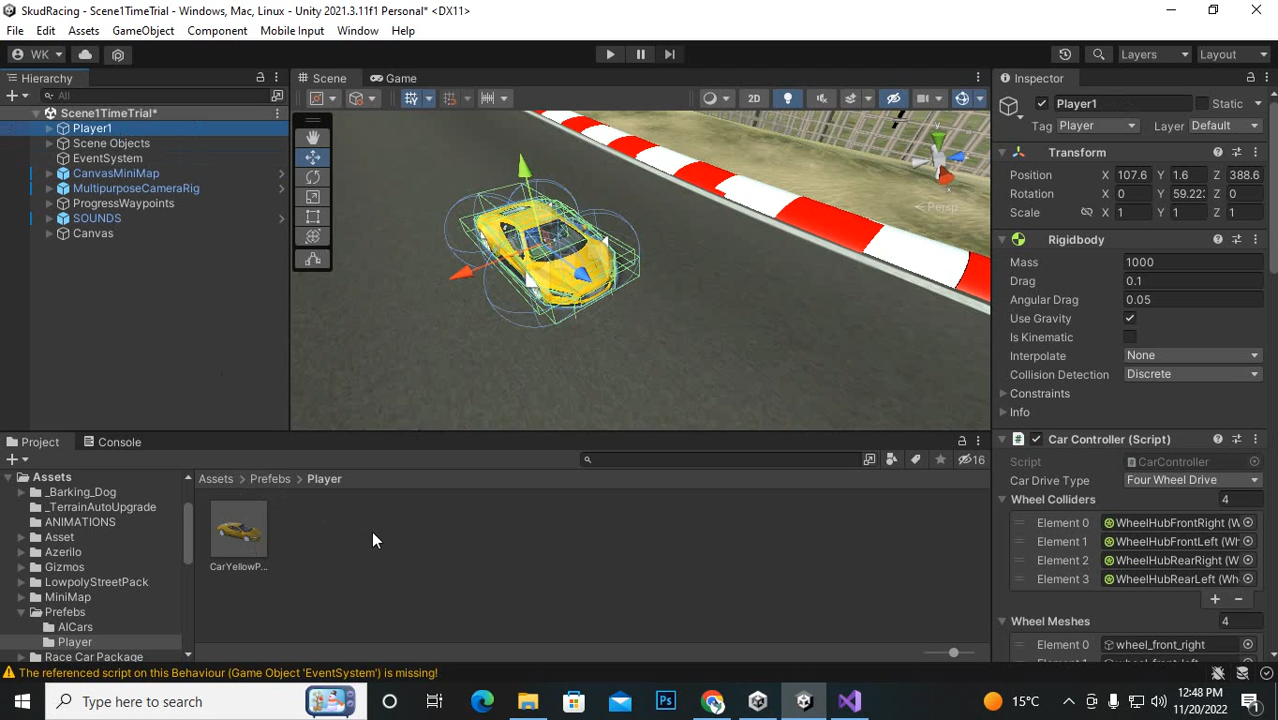 SkudRacing - Scene1TimeTrial - Windows, Mac, Linux - Unity 2021.3.11f1 Personal* <DX11>
File Edit Assets GameObject Component Mobile Input Window Help
WK Layers Layout
Hierarchy Scene Game Inspector
All 2D
Scene1TimeTrial*
Player1
Scene Objects
EventSystem
CanvasMiniMap
MultipurposeCameraRig
ProgressWaypoints
SOUNDS
Canvas
Persp
Player1 Static
Tag Player Layer Default
Transform
Position X 107.6 Y 1.6 Z 388.6
Rotation X 0 Y 59.22 Z 0
Scale X 1 Y 1 Z 1
Rigidbody
Mass 1000
Drag 0.1
Angular Drag 0.05
Use Gravity
Is Kinematic
Interpolate None
Collision Detection Discrete
Constraints
Info
Car Controller (Script)
Script CarController
Car Drive Type Four Wheel Drive
Wheel Colliders 4
Element 0 WheelHubFrontRight (W
Element 1 WheelHubFrontLeft (Wh
Element 2 WheelHubRearRight (W
Element 3 WheelHubRearLeft (Whe
Wheel Meshes 4
Element 0 wheel_front_right
Project Console
16
Assets
_Barking_Dog
_TerrainAutoUpgrade
ANIMATIONS
Asset
Azerilo
Gizmos
LowpolyStreetPack
MiniMap
Prefebs
AICars
Player
Race Car Package
Assets > Prefebs > Player
CarYellowP...
The referenced script on this Behaviour (Game Object 'EventSystem') is missing!
Type here to search
Ps
15°C
12:48 PM
11/20/2022
1